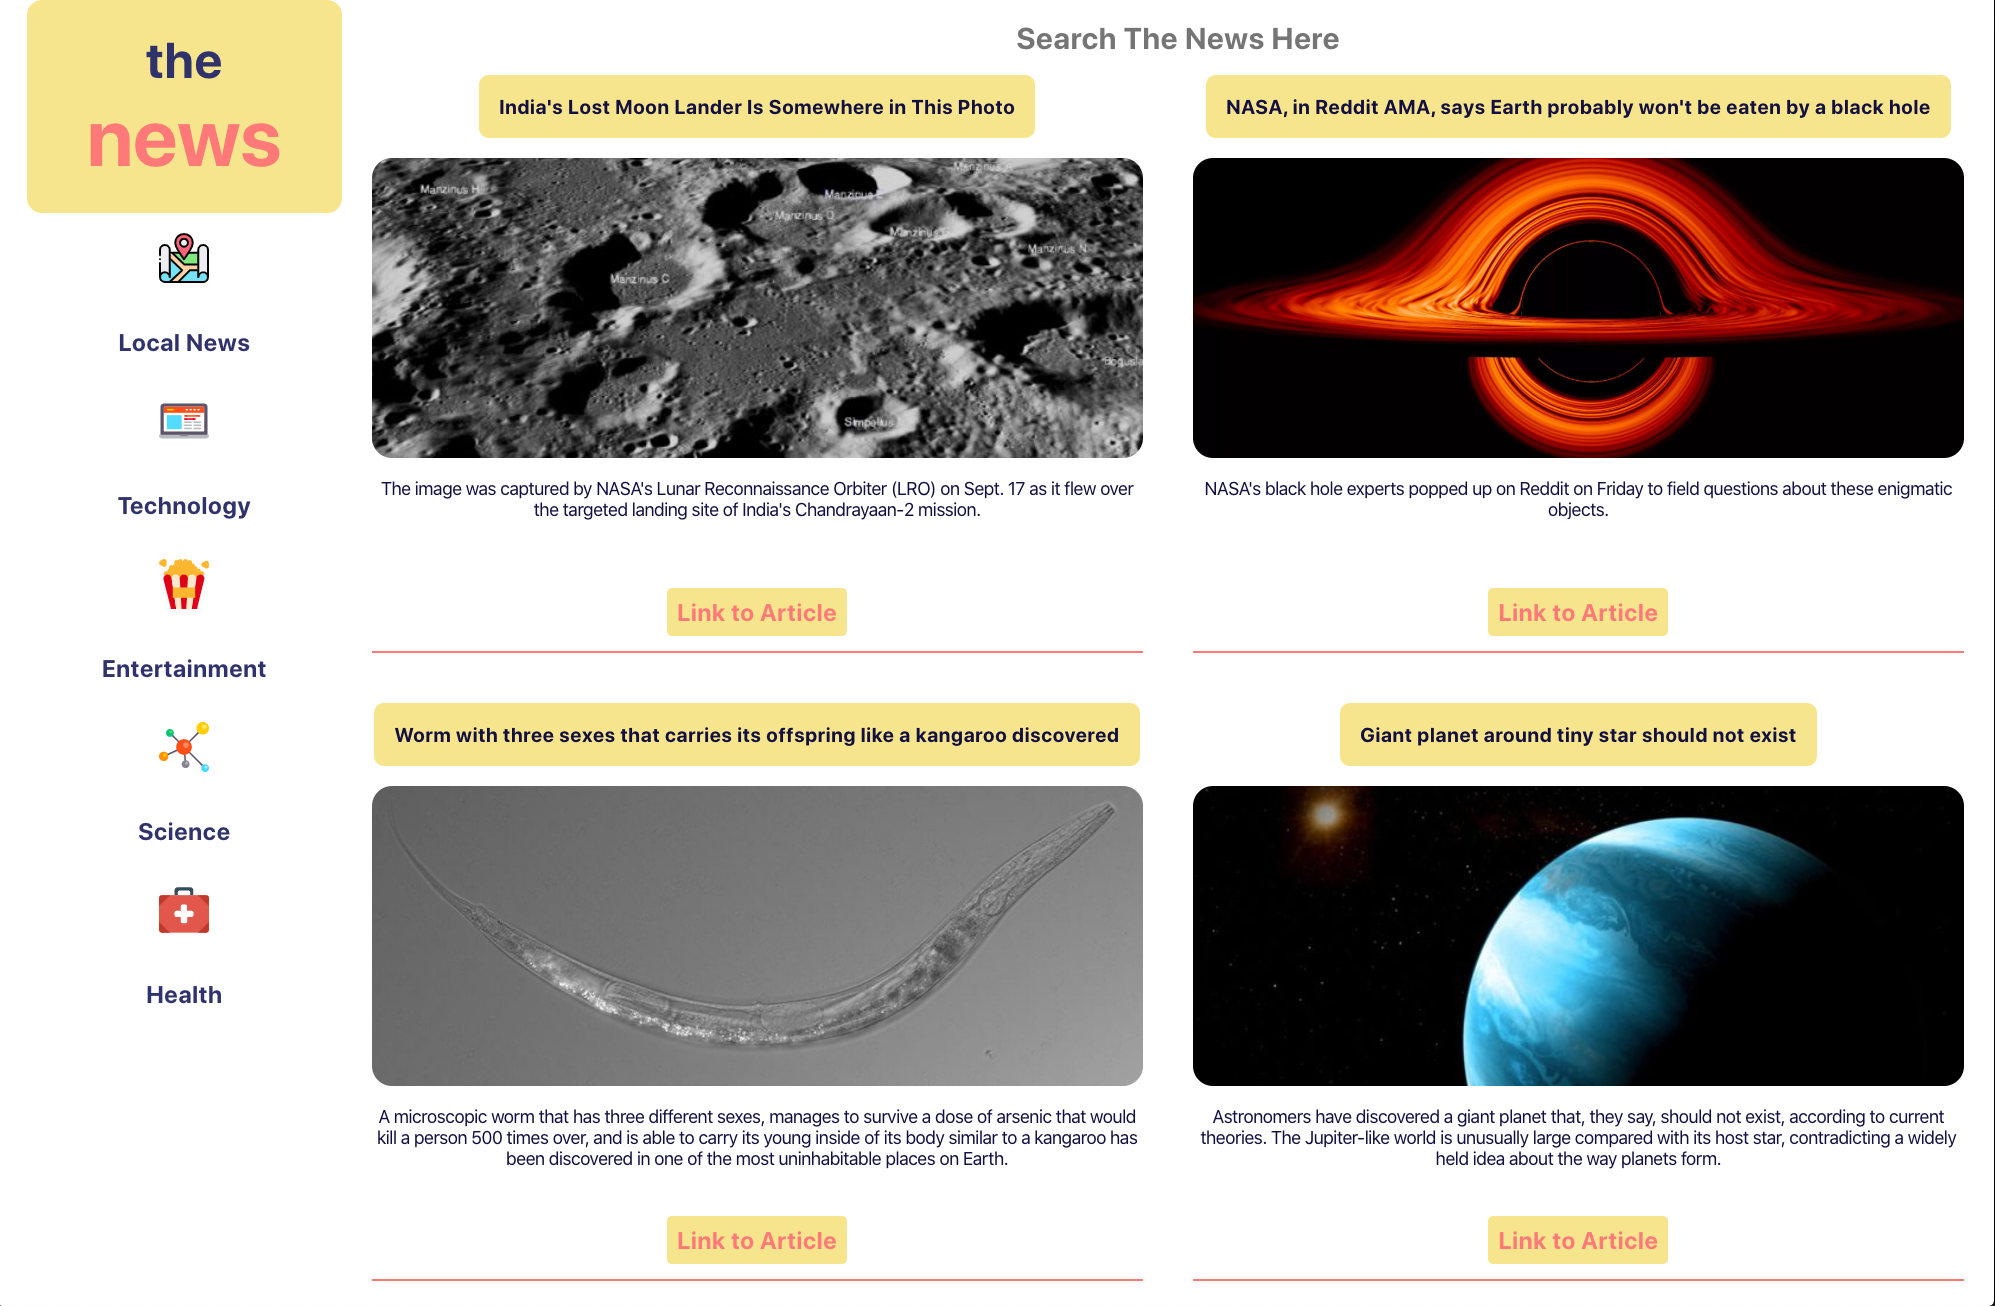 the
news
Local News
Technology
Entertainment
Science
Health
Search The News Here
India's Lost Moon Lander Is Somewhere in This Photo
Manzinus H
Manzinus E
Manzinus D
Manzinus N
Manzinus C
Simpelius
The image was captured by NASA's Lunar Reconnaissance Orbiter (LRO) on Sept. 17 as it flew over
the targeted landing site of India's Chandrayaan-2 mission.
Link to Article
NASA, in Reddit AMA, says Earth probably won't be eaten by a black hole
NASA's black hole experts popped up on Reddit on Friday to field questions about these enigmatic
objects.
Link to Article
Worm with three sexes that carries its offspring like a kangaroo discovered
A microscopic worm that has three different sexes, manages to survive a dose of arsenic that would
kill a person 500 times over, and is able to carry its young inside of its body similar to a kangaroo has
been discovered in one of the most uninhabitable places on Earth.
Link to Article
Giant planet around tiny star should not exist
Astronomers have discovered a giant planet that, they say, should not exist, according to current
theories. The Jupiter-like world is unusually large compared with its host star, contradicting a widely
held idea about the way planets form.
Link to Article